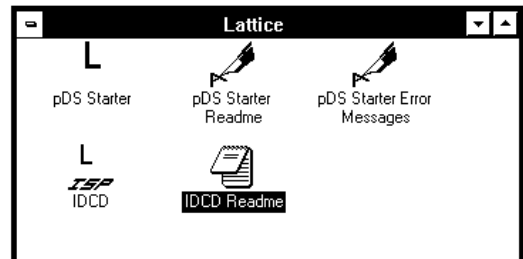 Lattice
L
pDS Starter
pDS Starter
Readme
pDS Starter Error
Messages
L
ISP
IDCD
IDCD Readme